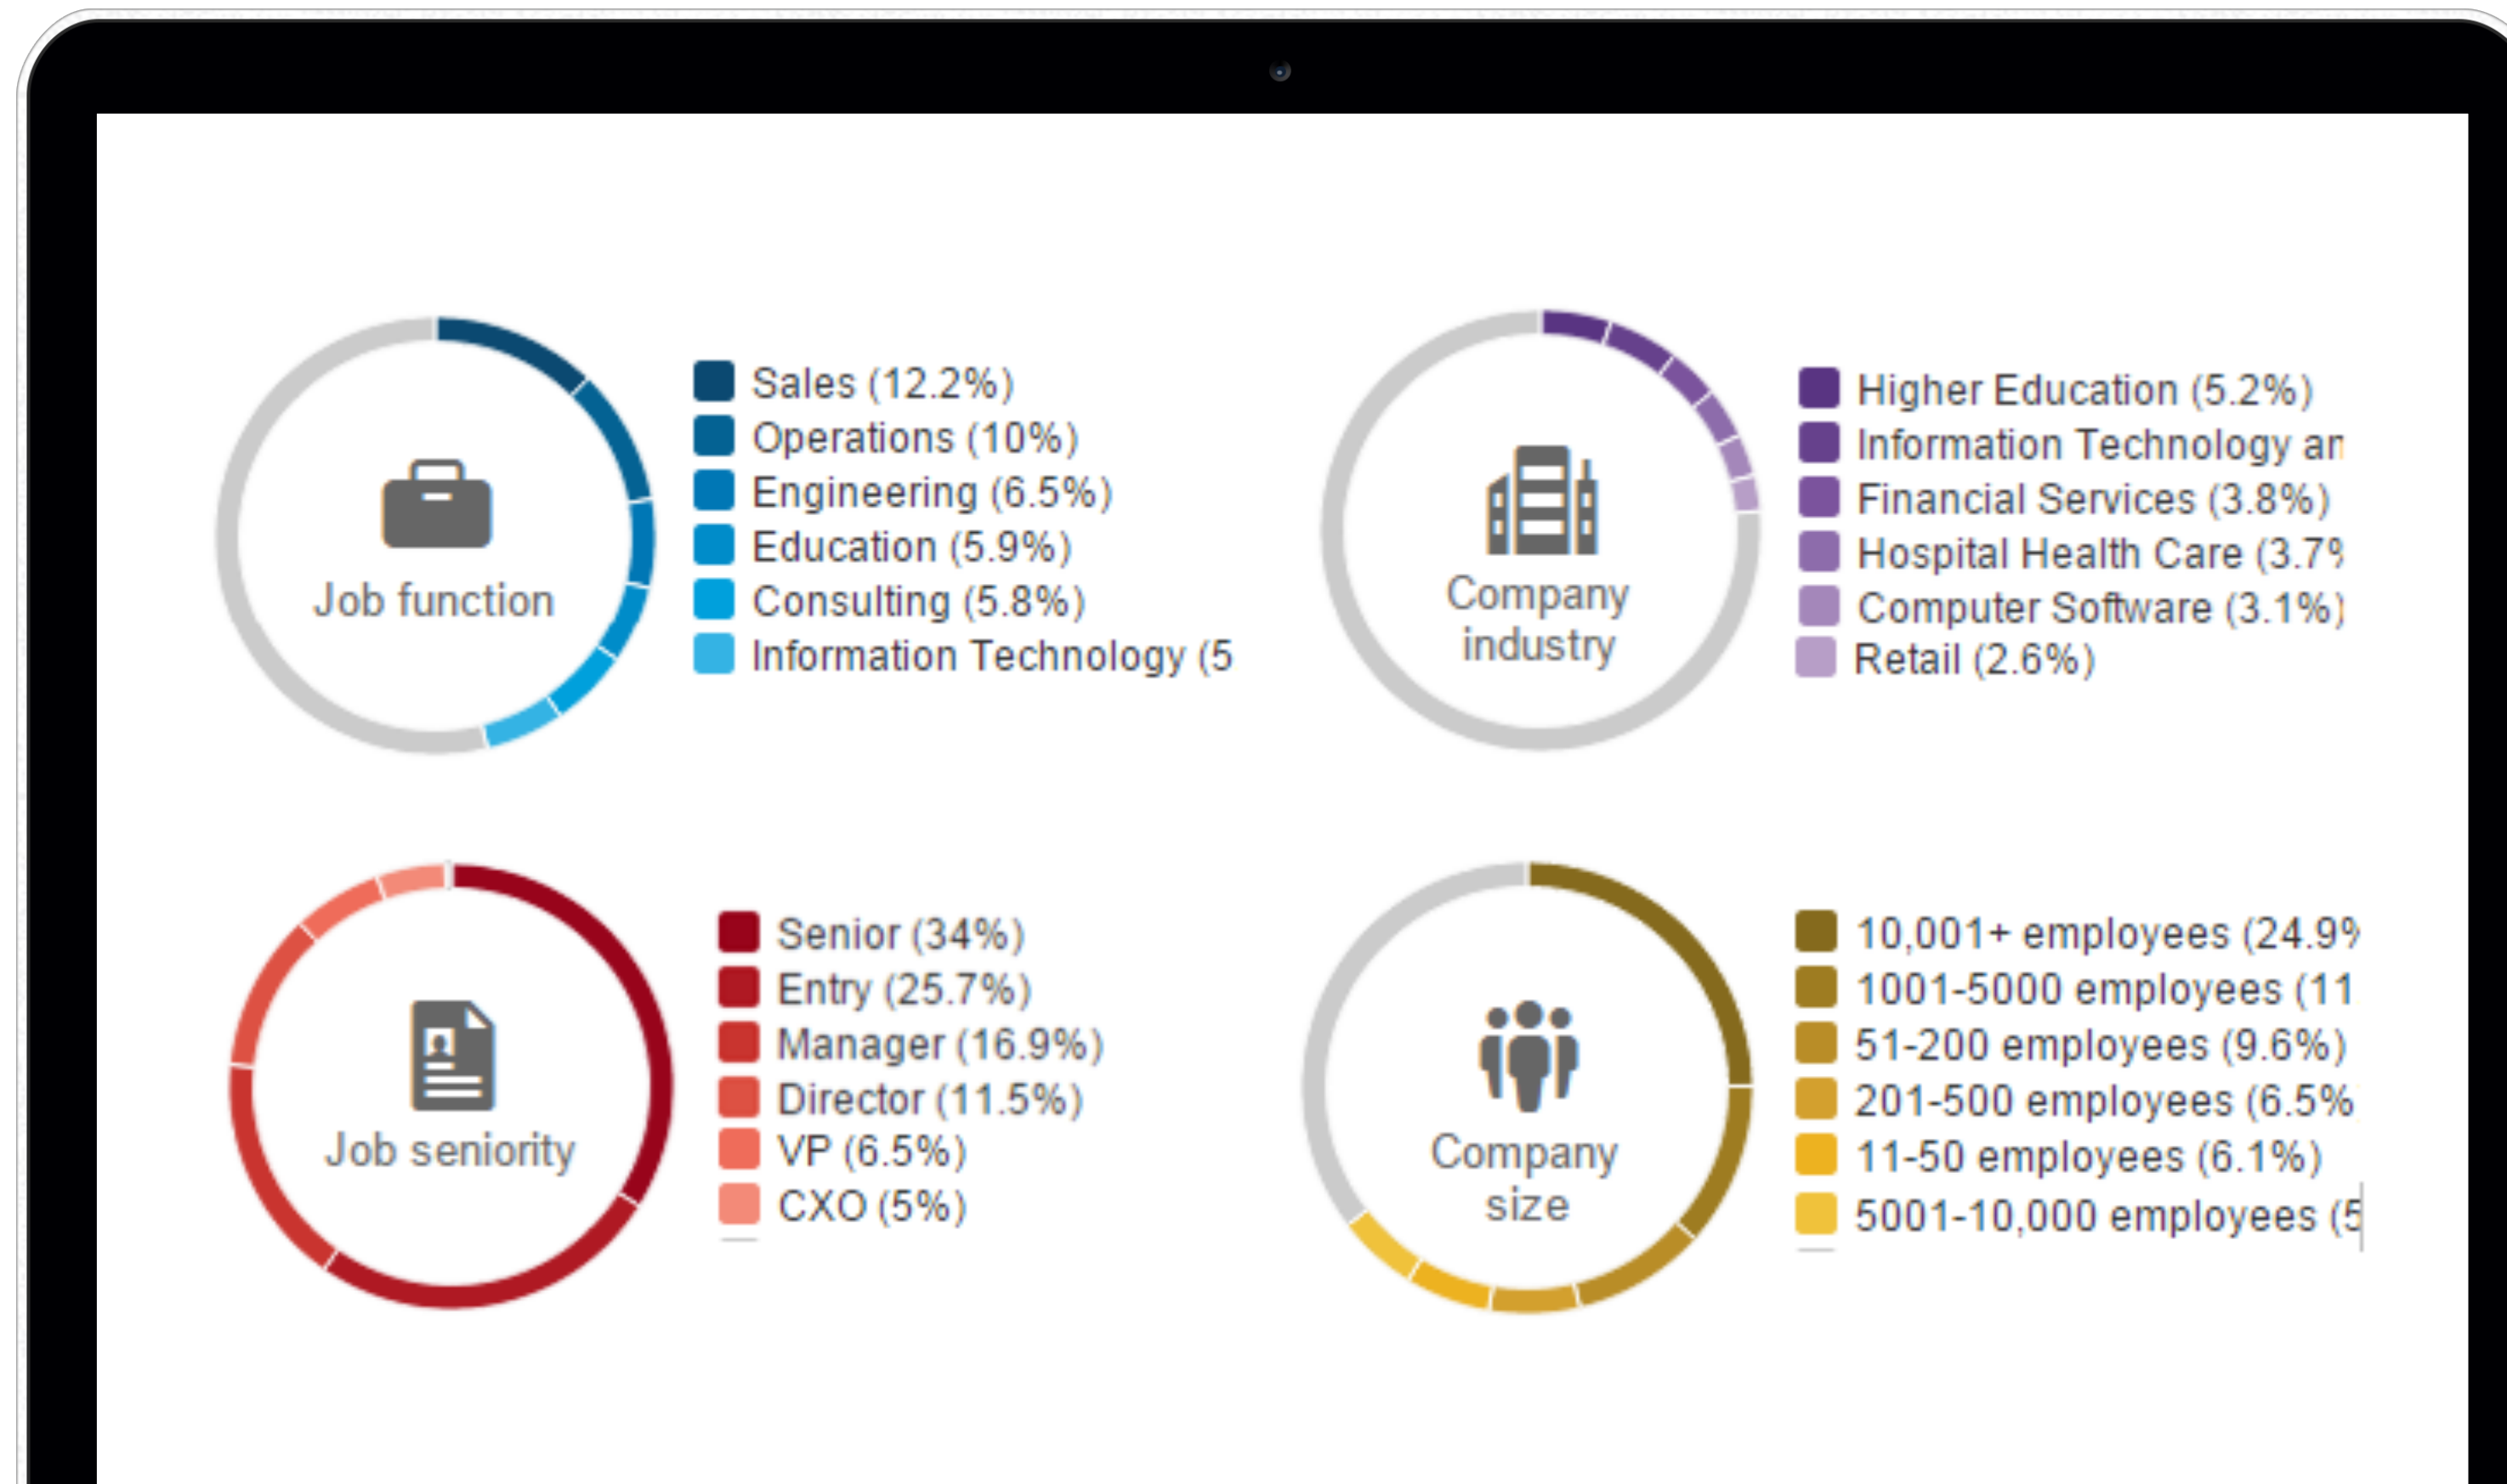 Job function
Sales (12.2%)
Operations (10%)
Engineering (6.5%)
Education (5.9%)
Consulting (5.8%)
Information Technology (5
Company
industry
Higher Education (5.2%)
Information Technology an
Financial Services (3.8%)
Hospital Health Care (3.7%
Computer Software (3.1%)
Retail (2.6%)
Job seniority
Senior (34%)
Entry (25.7%)
Manager (16.9%)
Director (11.5%)
VP (6.5%)
CXO (5%)
Company
size
10,001+ employees (24.9%
1001-5000 employees (11
51-200 employees (9.6%)
201-500 employees (6.5%
11-50 employees (6.1%)
5001-10,000 employees (5